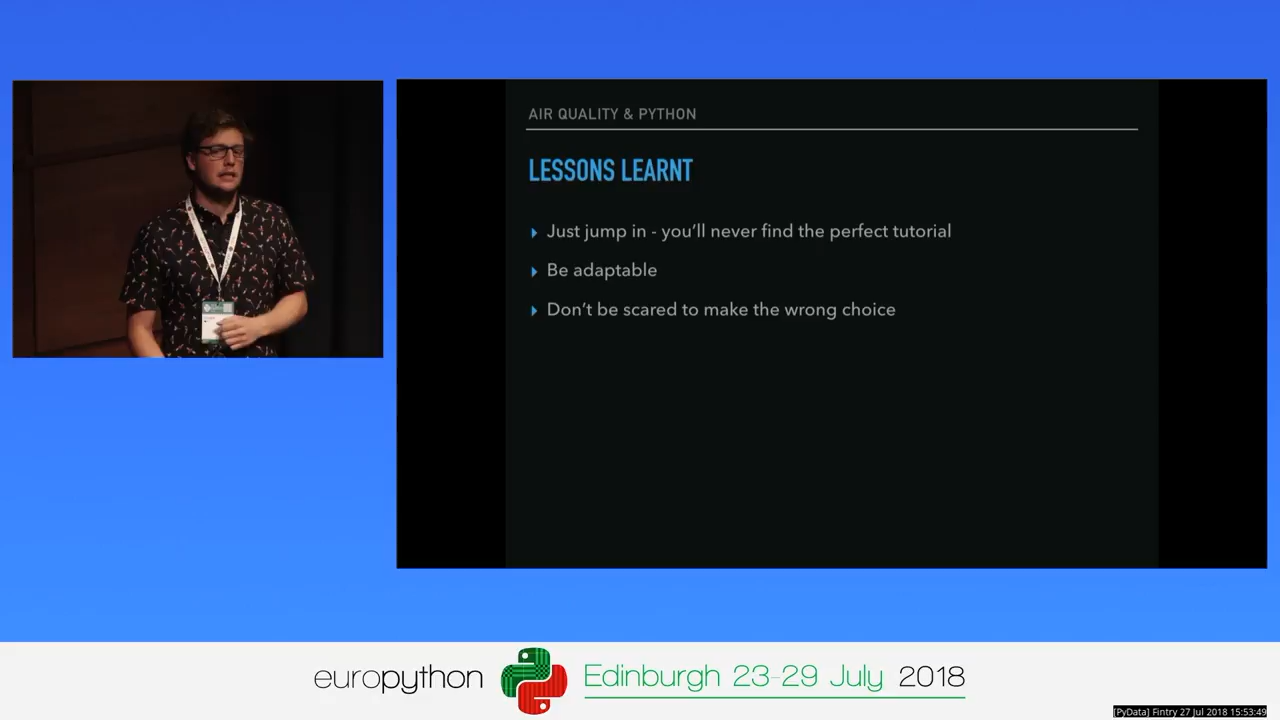 AIR QUALITY & PYTHON
LESSONS LEARNT
Just jump in - you'll never find the perfect tutorial
Be adaptable
Don't be scared to make the wrong choice
europython
Edinburgh 23-29 July 2018
[PyData] Fintry 27 Jul 2018 15:53:49